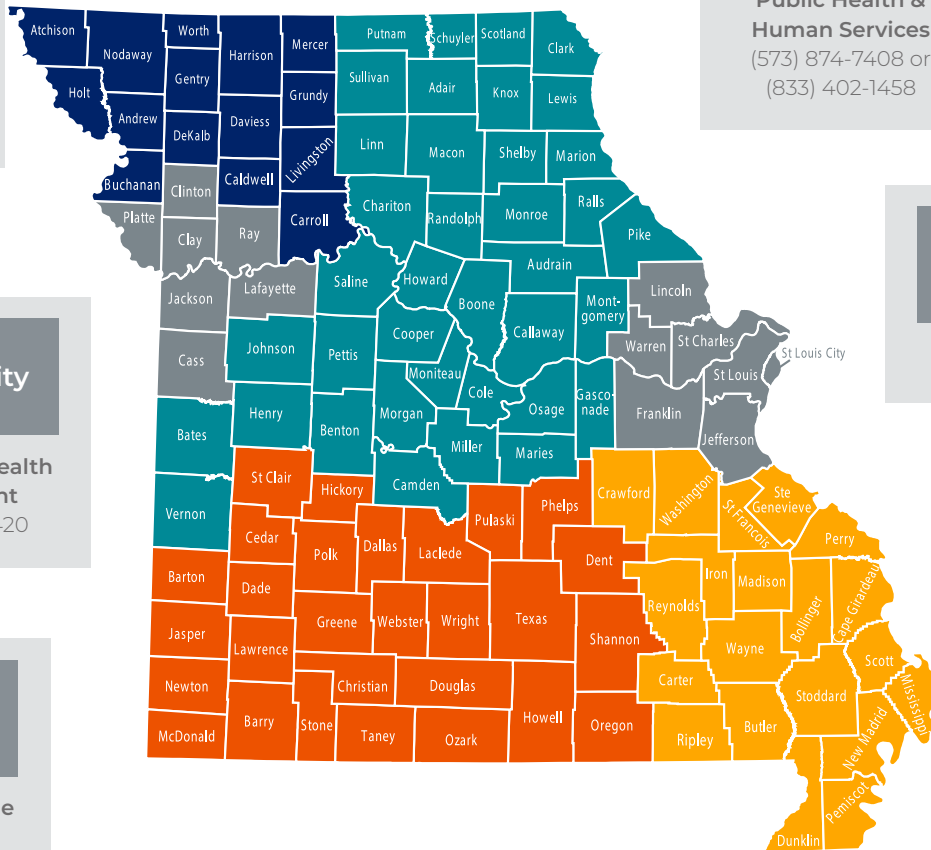 Public Health &
Human Services
(573) 874-7408 or
(833) 402-1458
Atchison
Nodaway
Worth
Harrison
Mercer
Putnam
Schuyler
Scotland
Clark
Holt
Gentry
Grundy
Sullivan
Adair
Knox
Lewis
Andrew
DeKalb
Daviess
Livingston
Linn
Macon
Shelby
Marion
Buchanan
Clinton
Caldwell
Carroll
Chariton
Randolph
Monroe
Ralls
Pike
Platte
Clay
Ray
Audrain
Jackson
Lafayette
Saline
Howard
Boone
Callaway
Mont-
gomery
Lincoln
Warren
St Charles
St Louis City
St Louis
Cass
Johnson
Pettis
Cooper
Moniteau
Cole
Osage
Gasco-
nade
Franklin
Jefferson
ity
Bates
Henry
Benton
Morgan
Miller
Maries
ealth
nt
420
St Clair
Hickory
Camden
Pulaski
Phelps
Crawford
Washington
St Francois
Ste
Genevieve
Perry
Vernon
Cedar
Polk
Dallas
Laclede
Dent
Iron
Madison
Bollinger
Cape Girardeau
Barton
Dade
Greene
Webster
Wright
Texas
Shannon
Reynolds
Wayne
Jasper
Lawrence
Scott
Mississippi
Newton
Christian
Douglas
Howell
Carter
Stoddard
McDonald
Barry
Stone
Taney
Ozark
Oregon
Ripley
Butler
New Madrid
Pemiscot
Dunklin
e